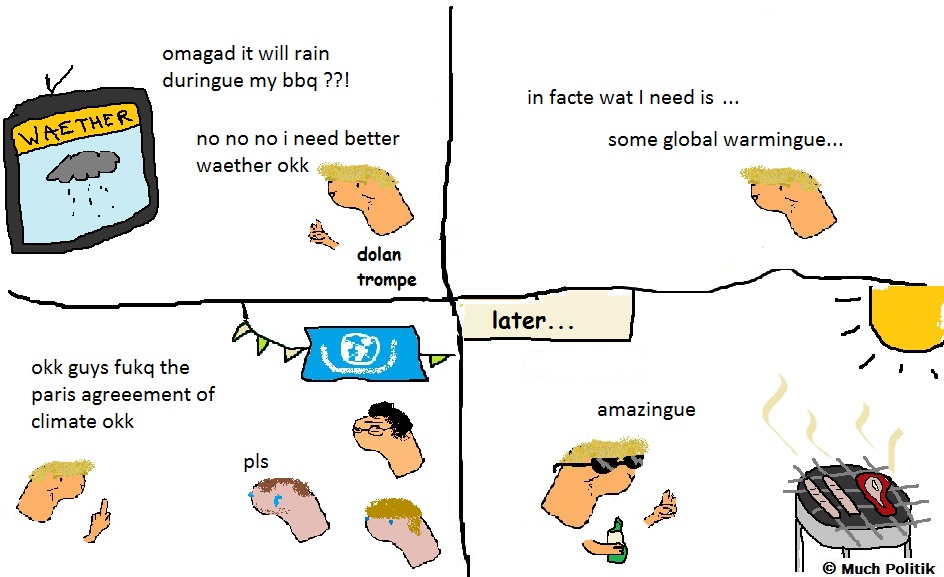 omagad it will rain
duringue my bbq ??!
WAETHER
no no no i need better
waether okk
dolan
trompe
in facte wat I need is ...
some global warmingue...
okk guys fukq the
paris agreeement of
climate okk
pls
later...
amazingue
© Much Politik